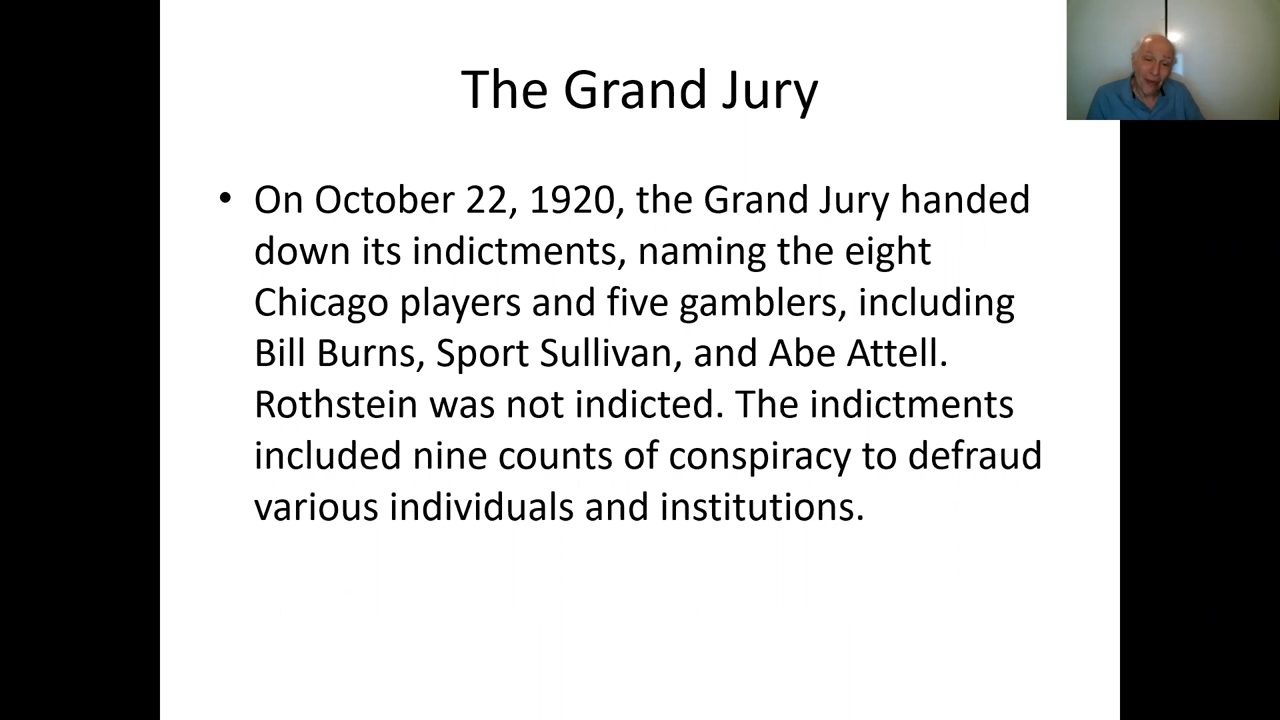 The Grand Jury
• On October 22, 1920, the Grand Jury handed
down its indictments, naming the eight
Chicago players and five gamblers, including
Bill Burns, Sport Sullivan, and Abe Attell.
Rothstein was not indicted. The indictments
included nine counts of conspiracy to defraud
various individuals and institutions.